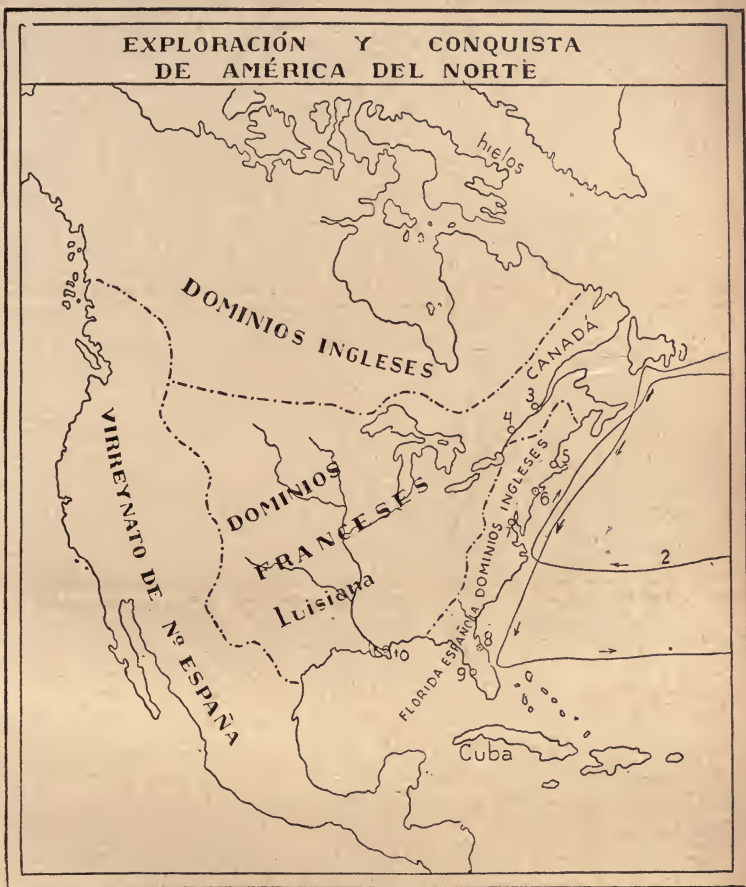 EXPLORACIÓN Y CONQUISTA
DE AMÉRICA DEL NORTE
hielos
DOMINIOS INGLESES
CANADÁ
3
4
5
6
7
2
VIRREYNATO DE Nª ESPAÑA
DOMINIOS
FRANCESES
Luisiana
DOMINIOS INGLESES
FLORIDA ESPAÑOLA
8
9
10
Cuba